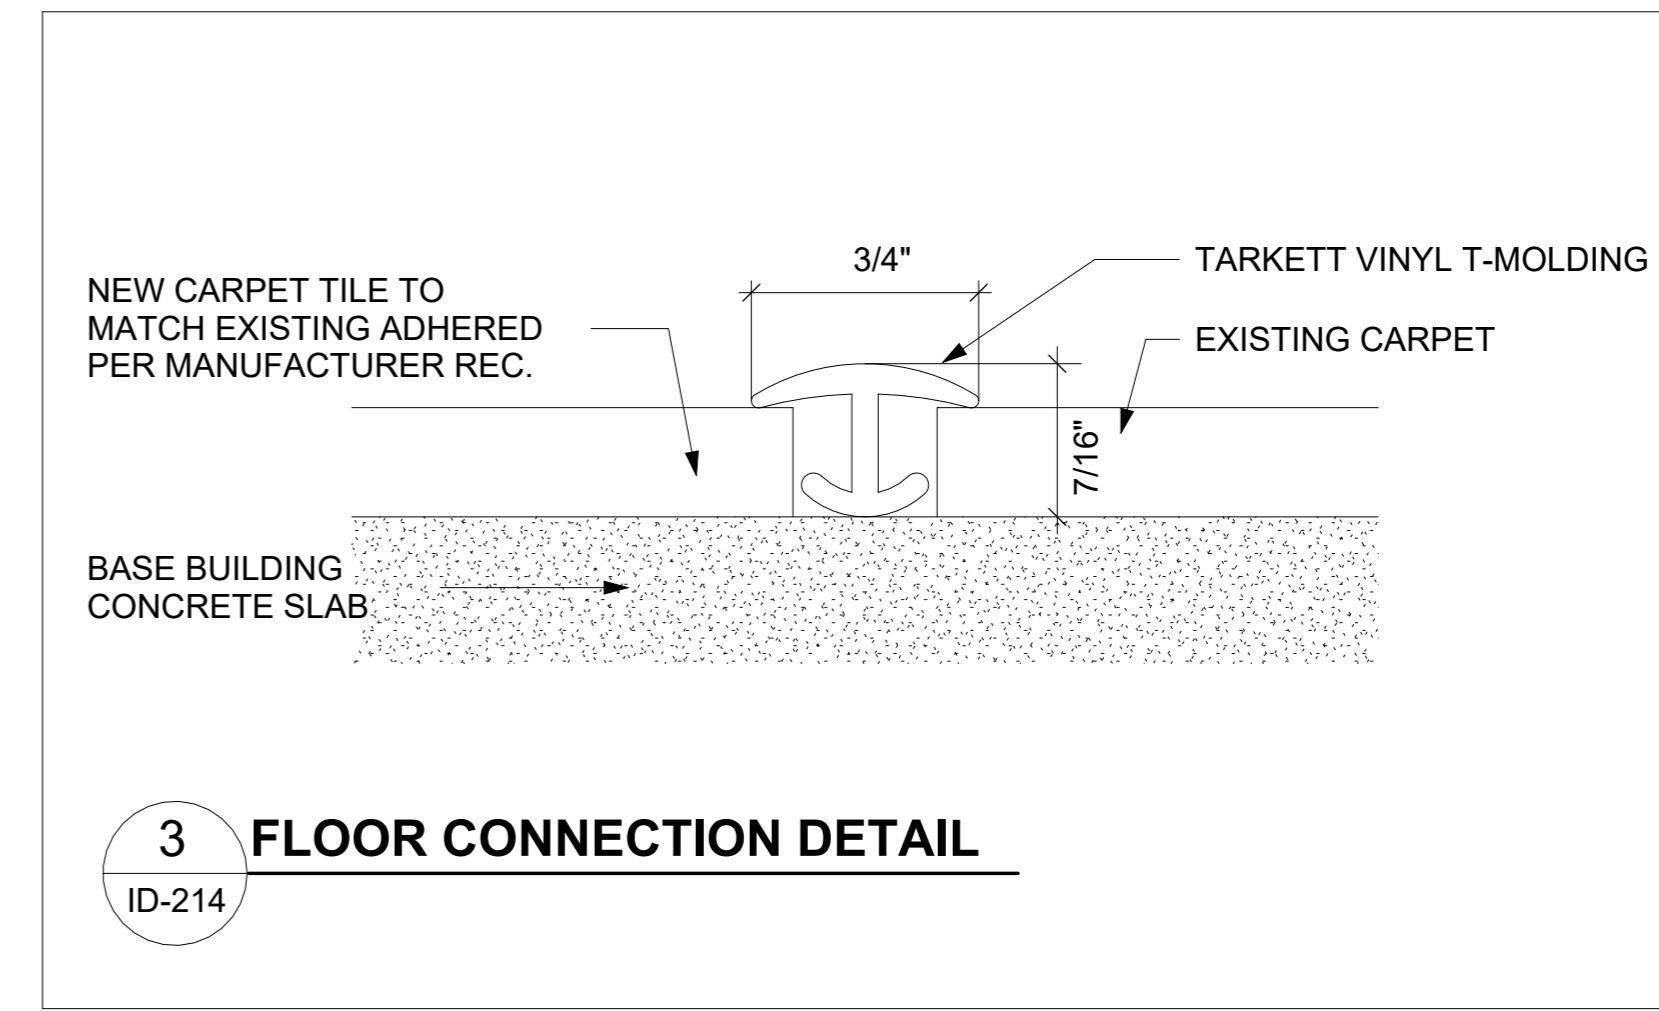 3/4"
TARKETT VINYL T-MOLDING
NEW CARPET TILE TO
MATCH EXISTING ADHERED
PER MANUFACTURER REC.
EXISTING CARPET
7/16"
BASE BUILDING
CONCRETE SLAB
3
FLOOR CONNECTION DETAIL
ID-214